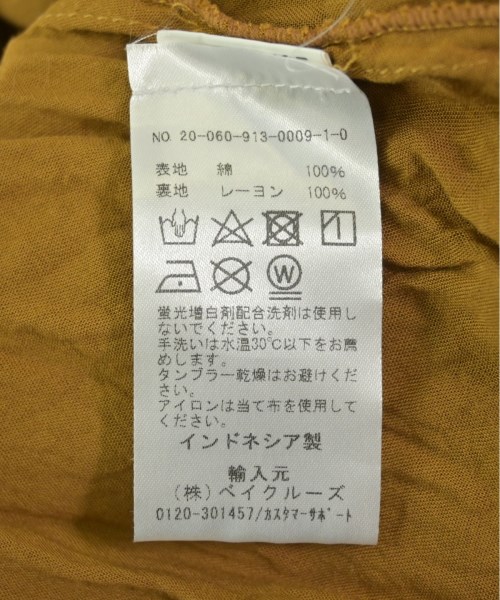 NO. 20-060-913-0009-1-0
表地 綿 100%
裏地 レーヨン 100%
W
蛍光増白剤配合洗剤は使用し
ないでください。
手洗いは水温30℃以下をお薦
めします。
タンブラー乾燥はお避けくだ
さい。
アイロンは当て布を使用して
ください。
インドネシア製
輸入元
(株)ベイクルーズ
0120-301457/カスタマーサポート